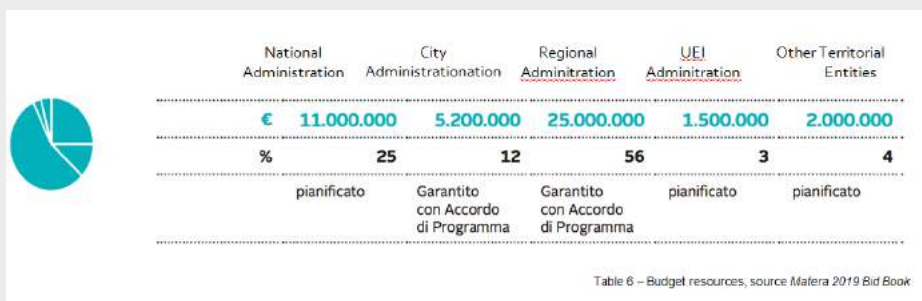 National City Regional UEI Other Territorial
Administration Administrationation Adminitration Adminitration Entities
€ 11.000.000 5.200.000 25.000.000 1.500.000 2.000.000
% 25 12 56 3 4
pianificato Garantito Garantito pianificato pianificato
con Accordo con Accordo
di Programma di Programma
Table 6 – Budget resources, source Matera 2019 Bid Book